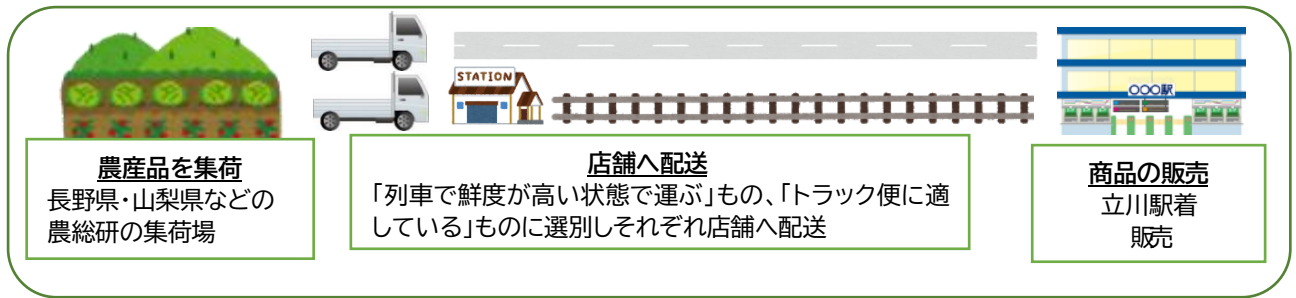 STATION
〇〇〇駅
農産品を集荷
長野県・山梨県などの
農総研の集荷場
店舗へ配送
「列車で鮮度が高い状態で運ぶ」もの、「トラック便に適
している」ものに選別しそれぞれ店舗へ配送
商品の販売
立川駅着
販売